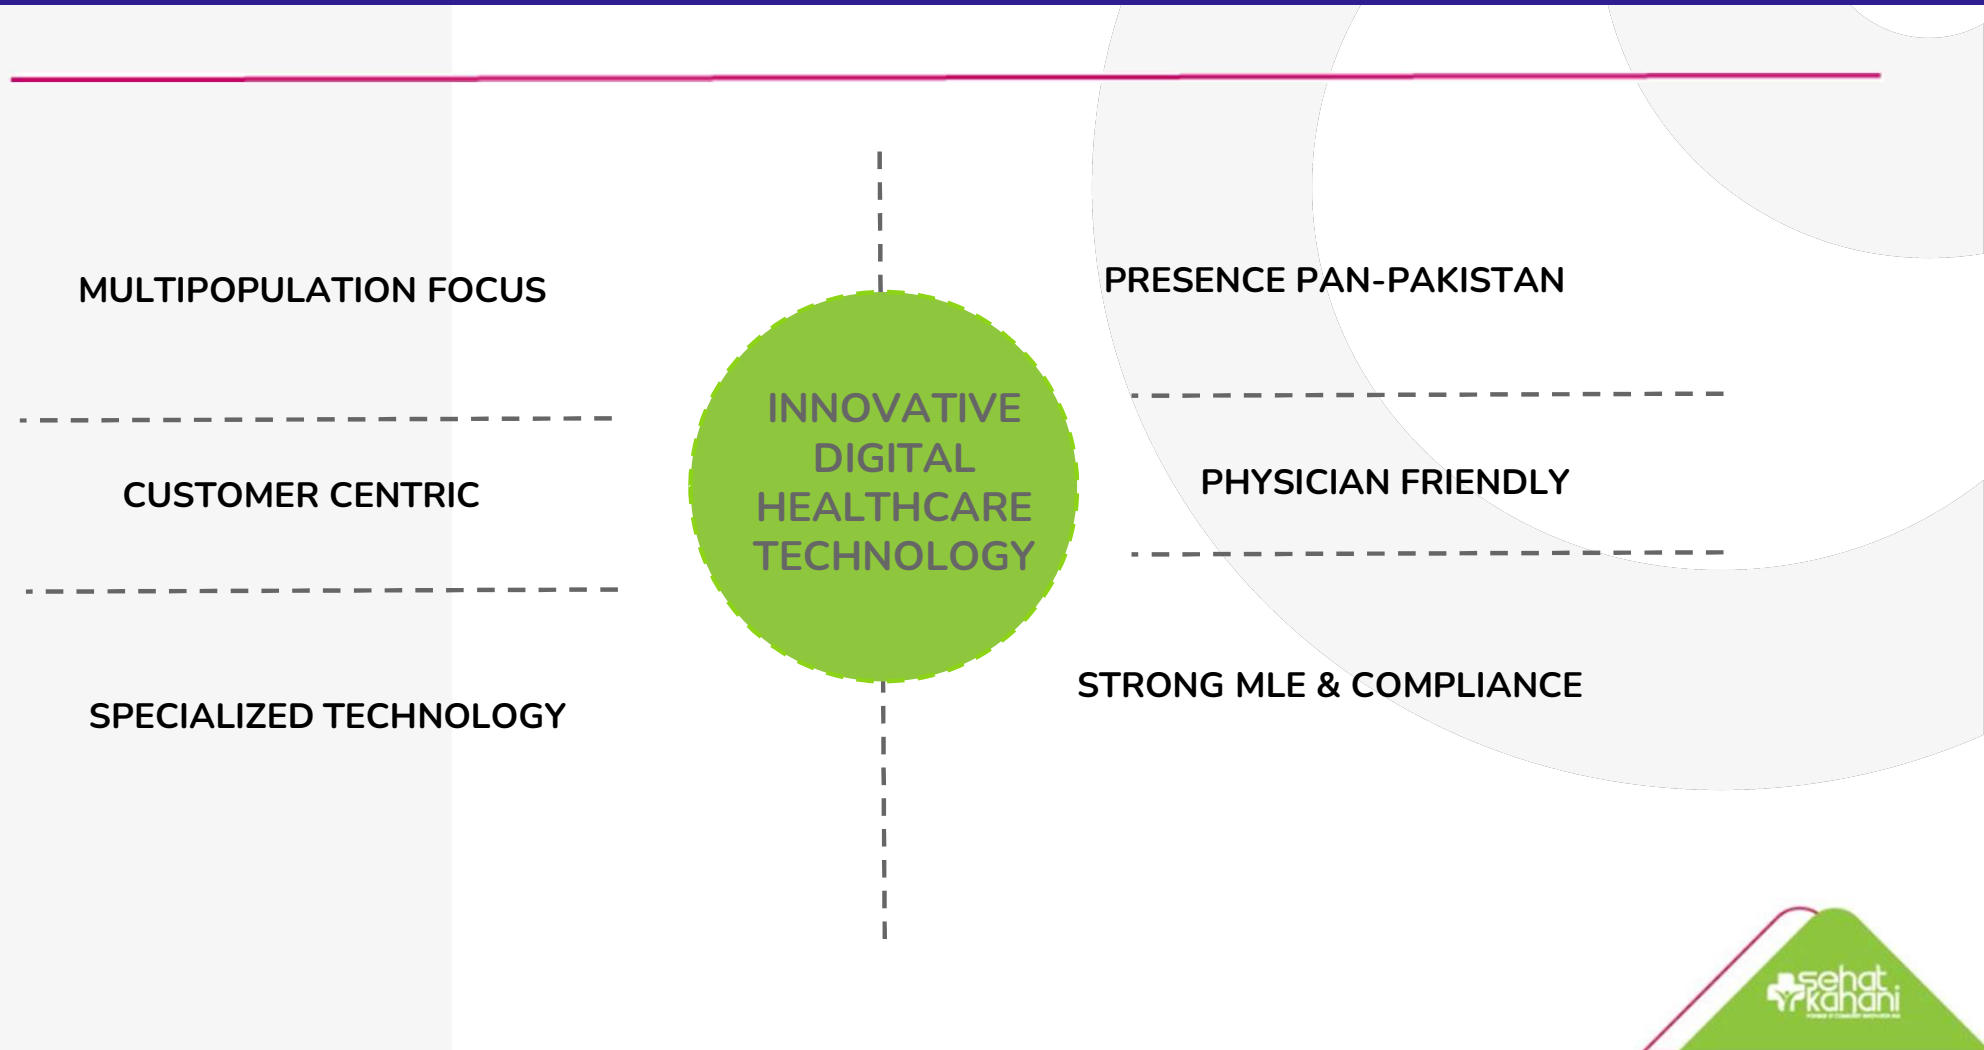 MULTIPOPULATION FOCUS
CUSTOMER CENTRIC
SPECIALIZED TECHNOLOGY
INNOVATIVE
DIGITAL
HEALTHCARE
TECHNOLOGY
PRESENCE PAN-PAKISTAN
PHYSICIAN FRIENDLY
STRONG MLE & COMPLIANCE
sehat
kahani